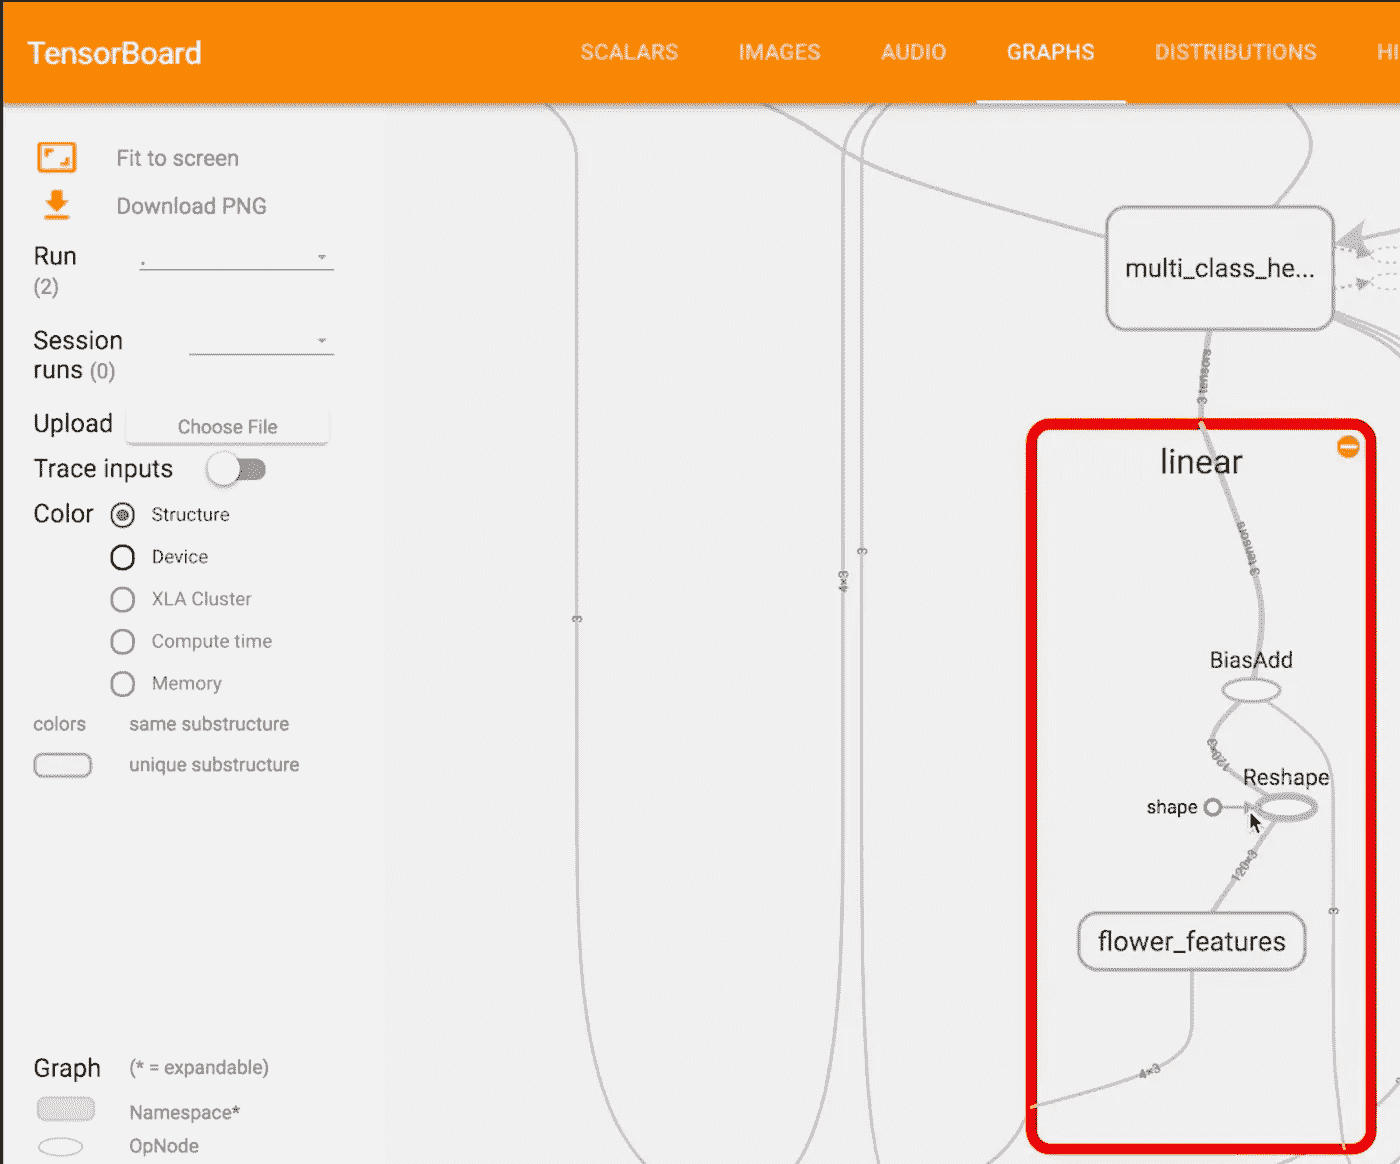 TensorBoard
SCALARS
IMAGES
AUDIO
GRAPHS
DISTRIBUTIONS
Fit to screen
Download PNG
Run
(2)
.
Session
runs (0)
Upload
Choose File
Trace inputs
Color
Structure
Device
XLA Cluster
Compute time
Memory
colors
same substructure
unique substructure
Graph
(* = expandable)
Namespace*
OpNode
3
4×3
3
multi_class_he...
3 tensors
linear
3 tensors
BiasAdd
120×3
Reshape
shape
120×3
flower_features
3
4×3